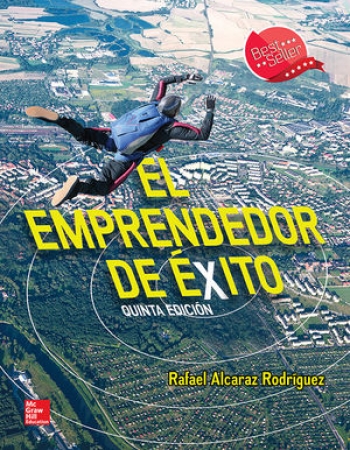 Best
Seller
EL
EMPRENDEDOR
DE ÉXITO
QUINTA EDICIÓN
Rafael Alcaraz Rodríguez
Mc
Graw
Hill
Education